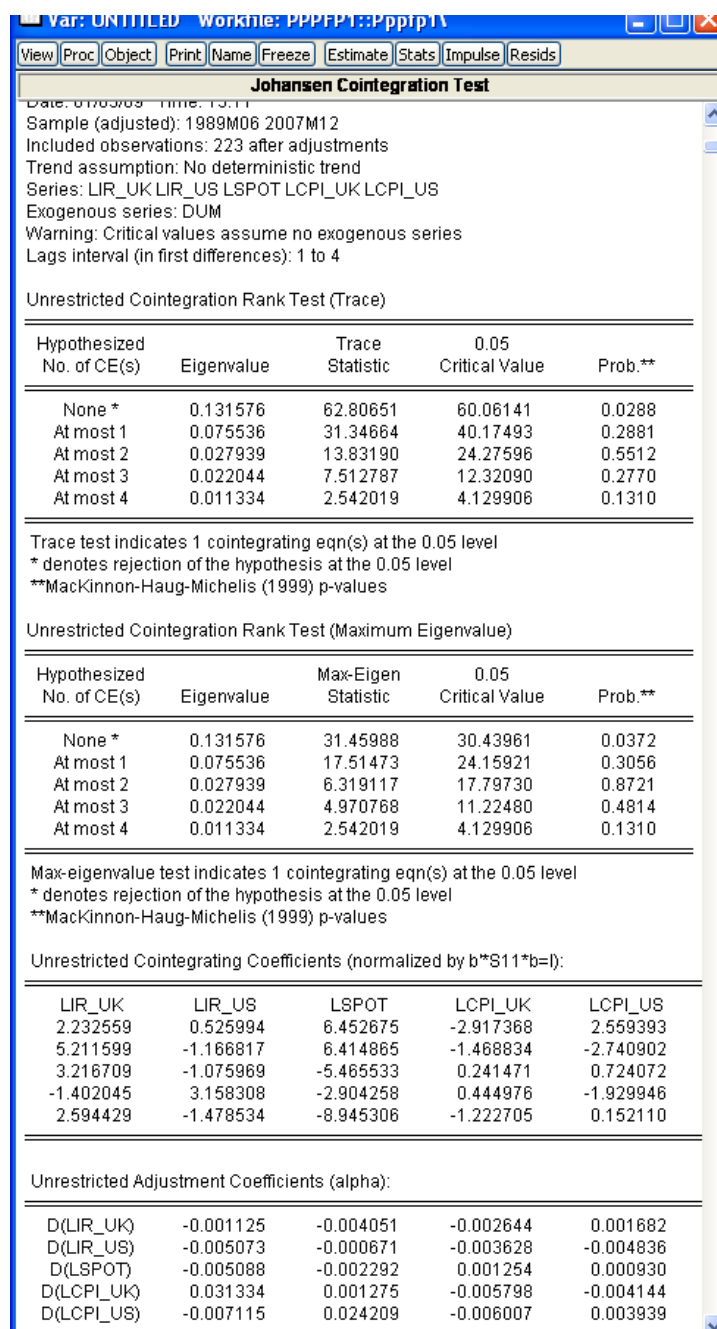 Var: UNTITLED Workfile: PPPFP1::Pppfp1\
View Proc Object Print Name Freeze Estimate Stats Impulse Resids
Johansen Cointegration Test
Sample (adjusted): 1989M06 2007M12
Included observations: 223 after adjustments
Trend assumption: No deterministic trend
Series: LIR_UK LIR_US LSPOT LCPI_UK LCPI_US
Exogenous series: DUM
Warning: Critical values assume no exogenous series
Lags interval (in first differences): 1 to 4
Unrestricted Cointegration Rank Test (Trace)
Hypothesized Trace 0.05
No. of CE(s) Eigenvalue Statistic Critical Value Prob.**
None * 0.131576 62.80651 60.06141 0.0288
At most 1 0.075536 31.34664 40.17493 0.2881
At most 2 0.027939 13.83190 24.27596 0.5512
At most 3 0.022044 7.512787 12.32090 0.2770
At most 4 0.011334 2.542019 4.129906 0.1310
Trace test indicates 1 cointegrating eqn(s) at the 0.05 level
* denotes rejection of the hypothesis at the 0.05 level
**MacKinnon-Haug-Michelis (1999) p-values
Unrestricted Cointegration Rank Test (Maximum Eigenvalue)
Hypothesized Max-Eigen 0.05
No. of CE(s) Eigenvalue Statistic Critical Value Prob.**
None * 0.131576 31.45988 30.43961 0.0372
At most 1 0.075536 17.51473 24.15921 0.3056
At most 2 0.027939 6.319117 17.79730 0.8721
At most 3 0.022044 4.970768 11.22480 0.4814
At most 4 0.011334 2.542019 4.129906 0.1310
Max-eigenvalue test indicates 1 cointegrating eqn(s) at the 0.05 level
* denotes rejection of the hypothesis at the 0.05 level
**MacKinnon-Haug-Michelis (1999) p-values
Unrestricted Cointegrating Coefficients (normalized by b'*S11*b=I):
LIR_UK LIR_US LSPOT LCPI_UK LCPI_US
2.232559 0.525994 6.452675 -2.917368 2.559393
5.211599 -1.166817 6.414865 -1.468834 -2.740902
3.216709 -1.075969 -5.465533 0.241471 0.724072
-1.402045 3.158308 -2.904258 0.444976 -1.929946
2.594429 -1.478534 -8.945306 -1.222705 0.152110
Unrestricted Adjustment Coefficients (alpha):
D(LIR_UK) -0.001125 -0.004051 -0.002644 0.001682
D(LIR_US) -0.005073 -0.000671 -0.003628 -0.004836
D(LSPOT) -0.005088 -0.002292 0.001254 0.000930
D(LCPI_UK) 0.031334 0.001275 -0.005798 -0.004144
D(LCPI_US) -0.007115 0.024209 -0.006007 0.003939